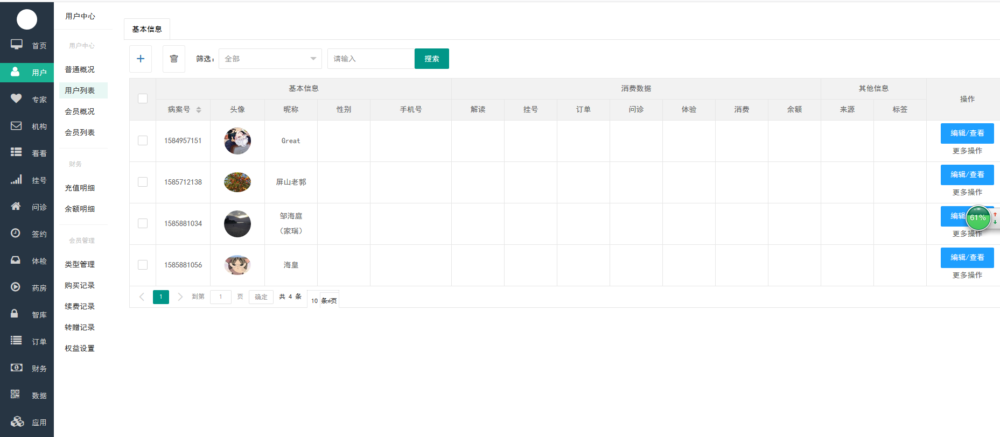 首页
用户
专家
机构
看看
挂号
问诊
签约
体检
药房
智库
订单
财务
数据
应用
用户中心
用户中心
普通概况
用户列表
会员概况
会员列表
财务
充值明细
余额明细
会员管理
类型管理
购买记录
续费记录
转赠记录
权益设置
基本信息
筛选: 全部 请输入 搜索
基本信息 消费数据 其他信息 操作
病案号 头像 昵称 性别 手机号 解读 挂号 订单 问诊 体验 消费 余额 来源 标签
1584957151 Great 编辑/查看
更多操作
1585712138 屏山老郭 编辑/查看
更多操作
1585881034 邹海庭 编辑
(家瑞)
更多操作
61%
1585881056 海皇 编辑/查看
更多操作
1 到第 1 页 确定 共 4 条 10 条/页